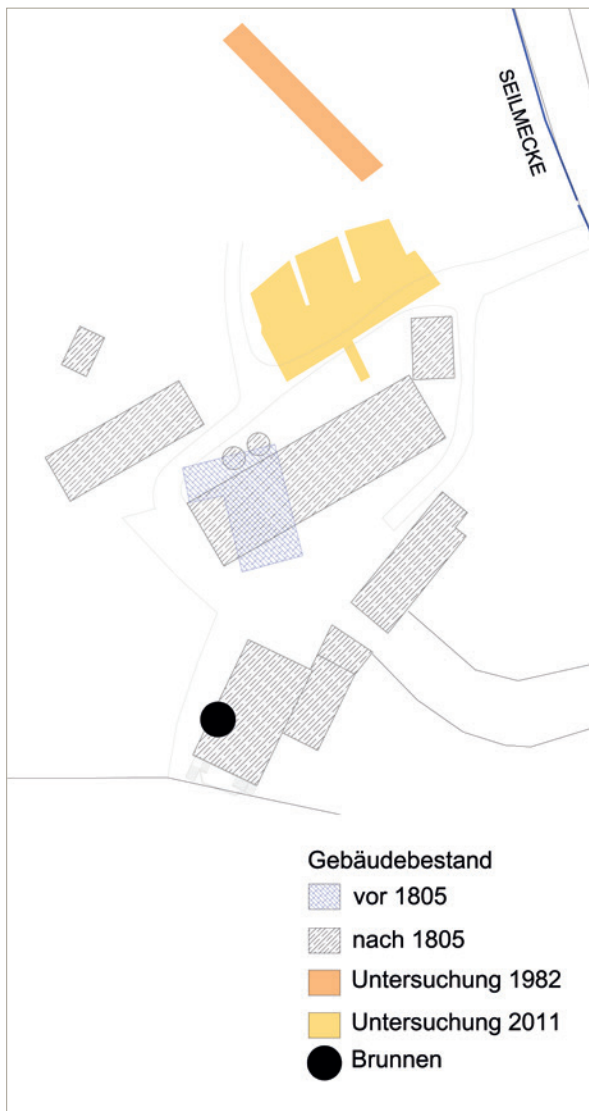 SEILMECKE
Gebäudebestand
vor 1805
nach 1805
Untersuchung 1982
Untersuchung 2011
Brunnen